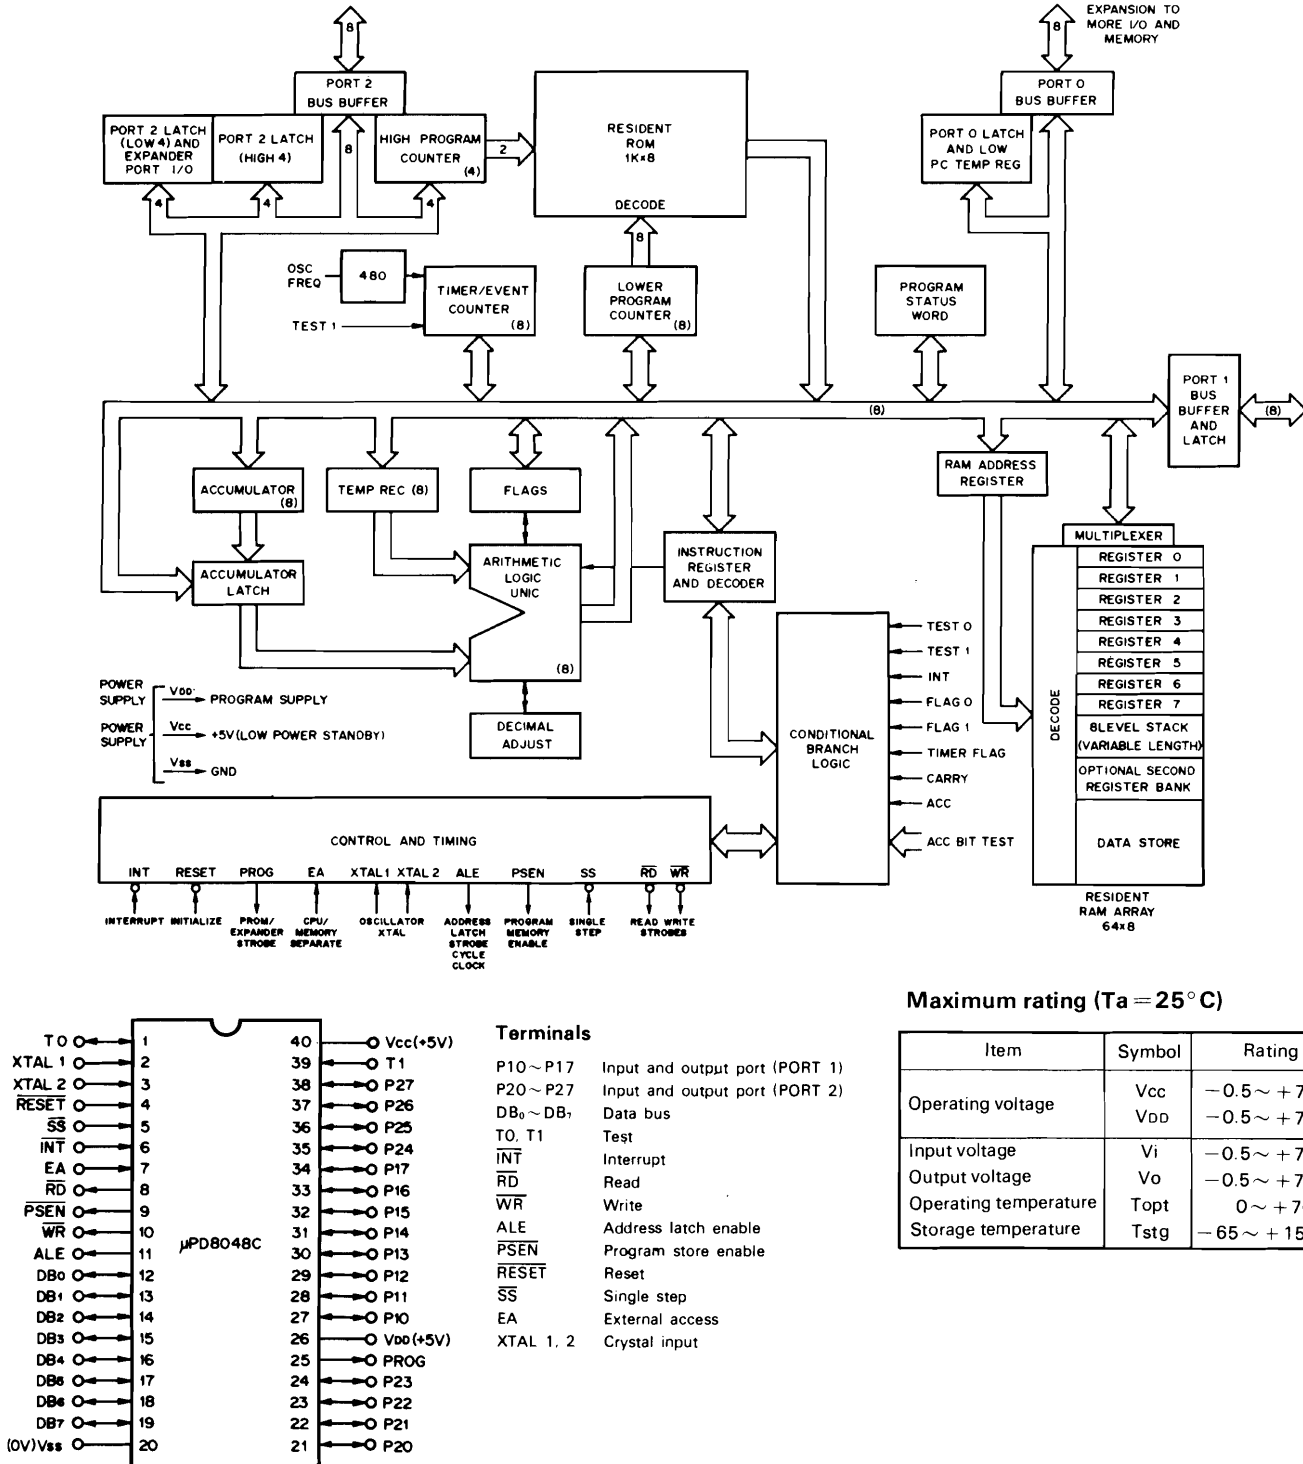 EXPANSION TO
MORE I/O AND
MEMORY
8
8
PORT 2
BUS BUFFER
PORT 0
BUS BUFFER
PORT 2 LATCH
(LOW 4) AND
EXPANDER
PORT I/O
PORT 2 LATCH
(HIGH 4)
8
HIGH PROGRAM
COUNTER
(4)
2
RESIDENT
ROM
1K×8
DECODE
PORT 0 LATCH
AND LOW
PC TEMP REG
4
4
4
8
OSC
FREQ
480
TEST 1
TIMER/EVENT
COUNTER
(8)
LOWER
PROGRAM
COUNTER
(8)
PROGRAM
STATUS
WORD
(8)
PORT 1
BUS
BUFFER
AND
LATCH
(8)
ACCUMULATOR
(8)
TEMP REC (8)
FLAGS
RAM ADDRESS
REGISTER
ACCUMULATOR
LATCH
ARITHMETIC
LOGIC
UNIC
(8)
INSTRUCTION
REGISTER
AND DECODER
DECIMAL
ADJUST
MULTIPLEXER
REGISTER 0
REGISTER 1
REGISTER 2
REGISTER 3
REGISTER 4
REGISTER 5
REGISTER 6
REGISTER 7
8LEVEL STACK
(VARIABLE LENGTH)
OPTIONAL SECOND
REGISTER BANK
DATA STORE
DECODE
RESIDENT
RAM ARRAY
64×8
CONDITIONAL
BRANCH
LOGIC
TEST 0
TEST 1
INT
FLAG 0
FLAG 1
TIMER FLAG
CARRY
ACC
ACC BIT TEST
POWER
SUPPLY
VDD
PROGRAM SUPPLY
POWER
SUPPLY
Vcc
+5V(LOW POWER STANDBY)
Vss
GND
CONTROL AND TIMING
INT RESET PROG EA XTAL1 XTAL 2 ALE PSEN SS R̅D̅ W̅R̅
INTERRUPT
INITIALIZE
PROM/
EXPANDER
STROBE
CPU/
MEMORY
SEPARATE
OSCILLATOR
XTAL
ADDRESS
LATCH
STROBE
CYCLE
CLOCK
PROGRAM
MEMORY
ENABLE
SINGLE
STEP
READ WRITE
STROBES
T0 1 40 Vcc(+5V)
XTAL 1 2 39 T1
XTAL 2 3 38 P27
R̅E̅S̅E̅T̅ 4 37 P26
S̅S̅ 5 36 P25
I̅N̅T̅ 6 35 P24
EA 7 34 P17
R̅D̅ 8 33 P16
P̅S̅E̅N̅ 9 32 P15
W̅R̅ 10 31 P14
ALE 11 30 P13
DB0 12 29 P12
DB1 13 28 P11
DB2 14 27 P10
DB3 15 26 VDD(+5V)
DB4 16 25 PROG
DB5 17 24 P23
DB6 18 23 P22
DB7 19 22 P21
(0V)Vss 20 21 P20
μPD8048C
Terminals
P10~P17 Input and output port (PORT 1)
P20~P27 Input and output port (PORT 2)
DB₀~DB₇ Data bus
T0, T1 Test
I̅N̅T̅ Interrupt
R̅D̅ Read
W̅R̅ Write
ALE Address latch enable
P̅S̅E̅N̅ Program store enable
R̅E̅S̅E̅T̅ Reset
S̅S̅ Single step
EA External access
XTAL 1, 2 Crystal input
Maximum rating (Ta=25°C)
Item Symbol Rating
Operating voltage Vcc −0.5~+7
VDD −0.5~+7
Input voltage Vi −0.5~+7
Output voltage Vo −0.5~+7
Operating temperature Topt 0~+7
Storage temperature Tstg −65~+15